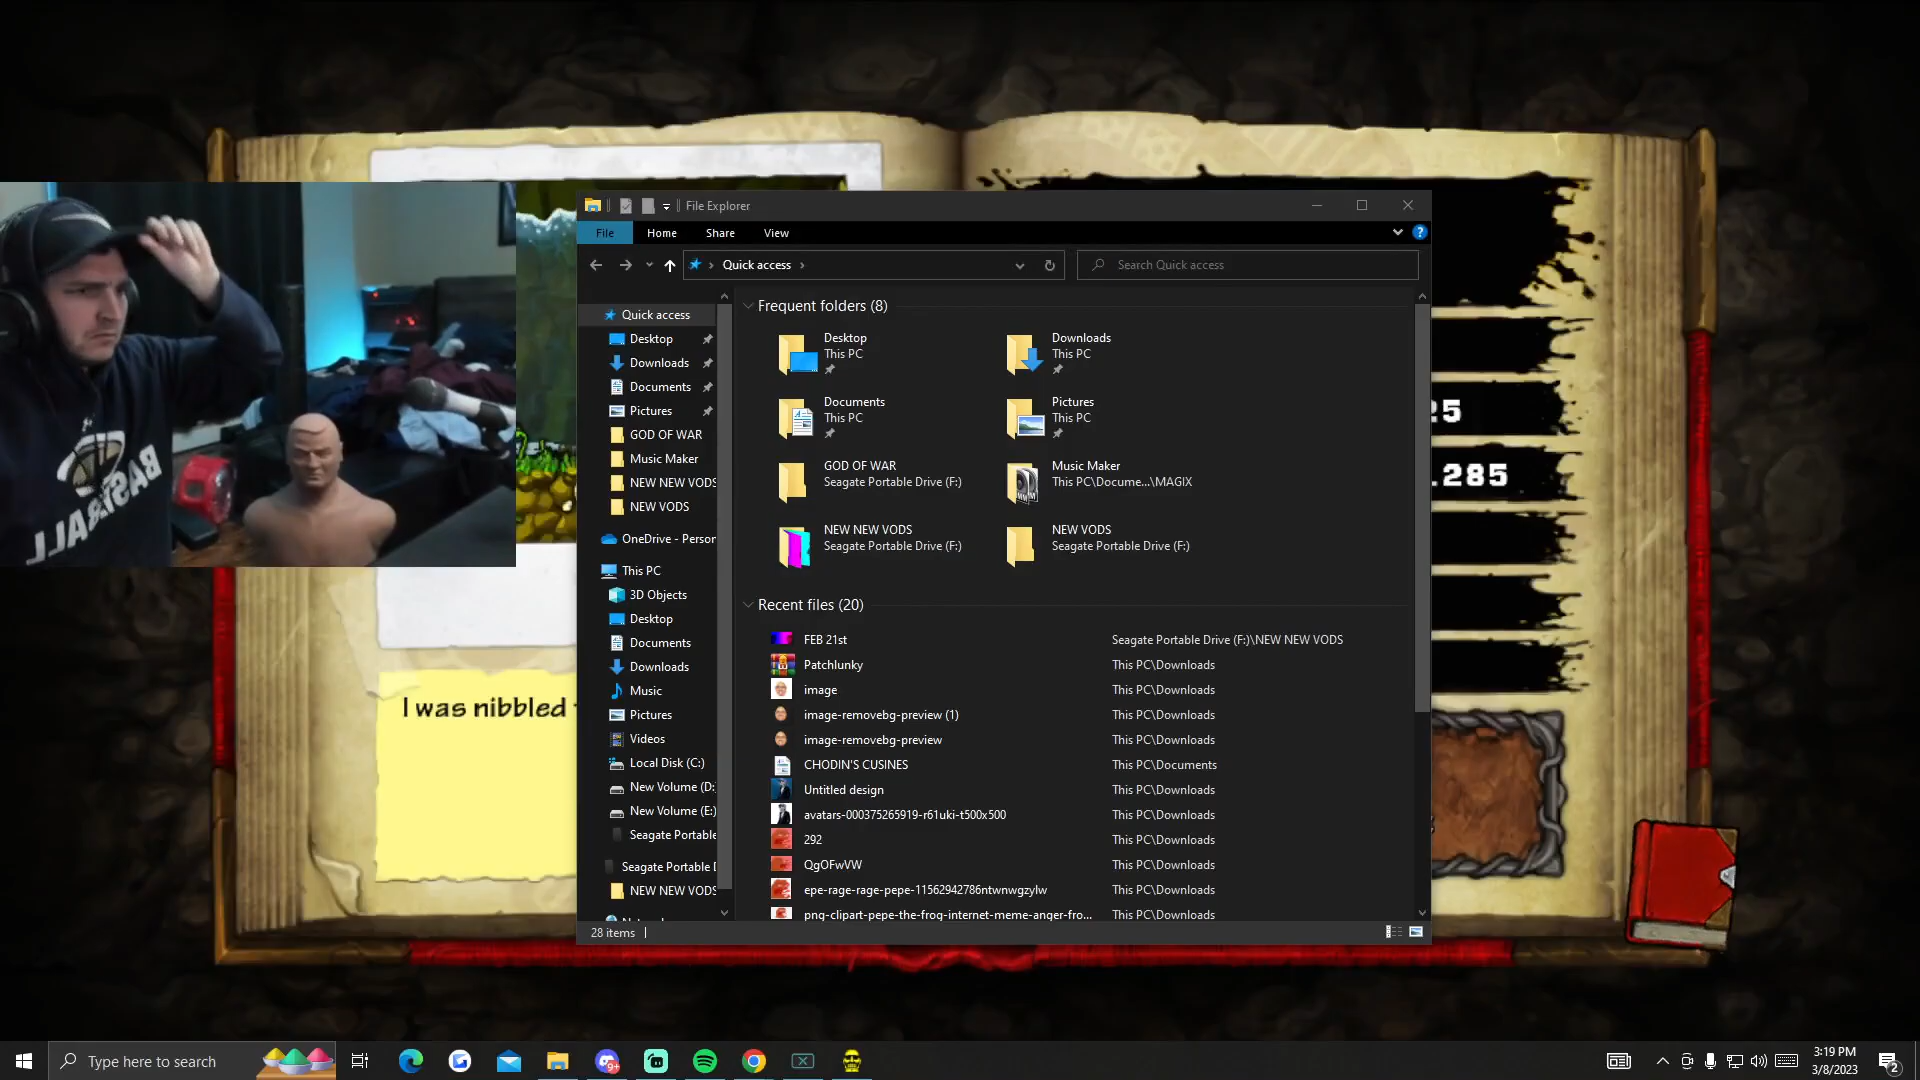 File Explorer
File
Home
Share
View
Quick access
Search Quick access
Quick access
Desktop
Downloads
Documents
Pictures
GOD OF WAR
Music Maker
NEW NEW VODS
NEW VODS
OneDrive - Person
This PC
3D Objects
Desktop
Documents
Downloads
Music
Pictures
Videos
Local Disk (C:)
New Volume (D:
New Volume (E:)
Seagate Portable
Seagate Portable D
NEW NEW VODS
Frequent folders (8)
Desktop
This PC
Downloads
This PC
Documents
This PC
Pictures
This PC
GOD OF WAR
Seagate Portable Drive (F:)
Music Maker
This PC\Docume...\MAGIX
NEW NEW VODS
Seagate Portable Drive (F:)
NEW VODS
Seagate Portable Drive (F:)
Recent files (20)
FEB 21st Seagate Portable Drive (F:)\NEW NEW VODS
Patchlunky This PC\Downloads
image This PC\Downloads
image-removebg-preview (1) This PC\Downloads
image-removebg-preview This PC\Downloads
CHODIN'S CUSINES This PC\Documents
Untitled design This PC\Downloads
avatars-000375265919-r61uki-t500x500 This PC\Downloads
292 This PC\Downloads
QgOFwVW This PC\Downloads
epe-rage-rage-pepe-11562942786ntwnwgzylw This PC\Downloads
png-clipart-pepe-the-frog-internet-meme-anger-fro... This PC\Downloads
28 items
25
.285
I was nibbled
BASKETBALL
Type here to search
9+
3:19 PM
3/8/2023
2